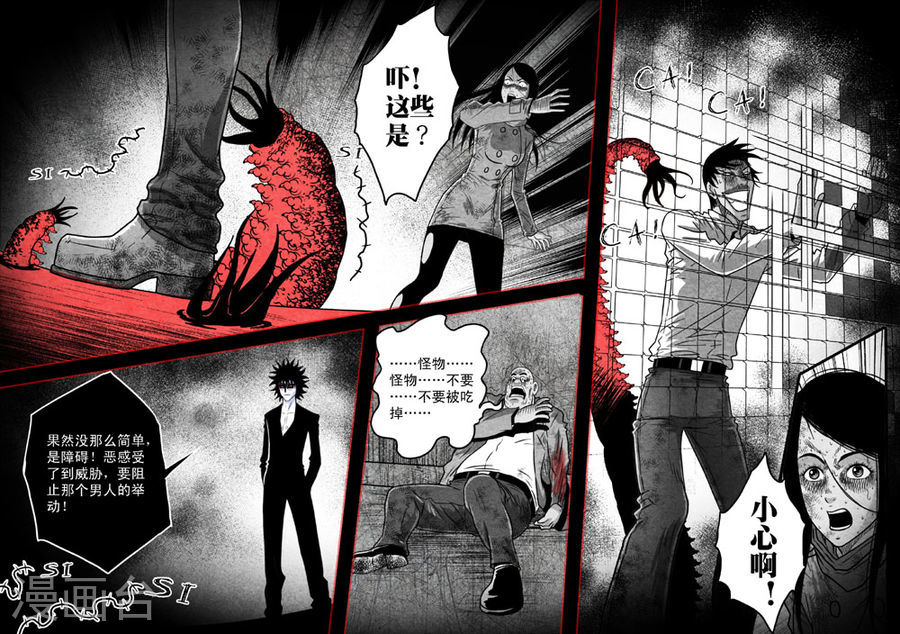 吓！
这些
是？
SI
SI
CA!
CA!
CA!
CA!
果然没那么简单，
是障碍！恶感受
了到威胁，要阻
止那个男人的举
动！
SI
SI
……怪物……
怪物……不要
……不要被吃
掉……
小心啊！
漫画台